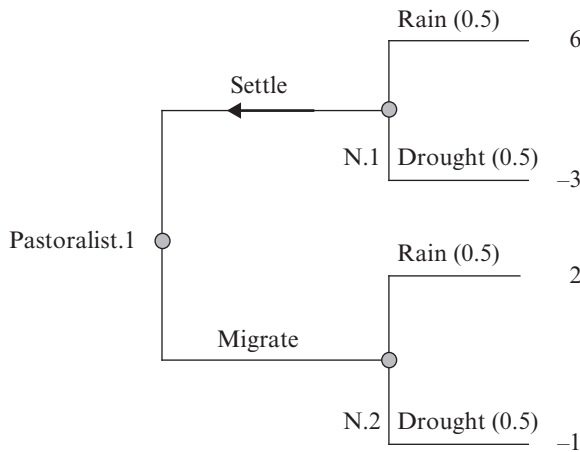 Rain (0.5) 6
Settle
N.1 Drought (0.5) –3
Pastoralist.1
Rain (0.5) 2
Migrate
N.2 Drought (0.5) –1